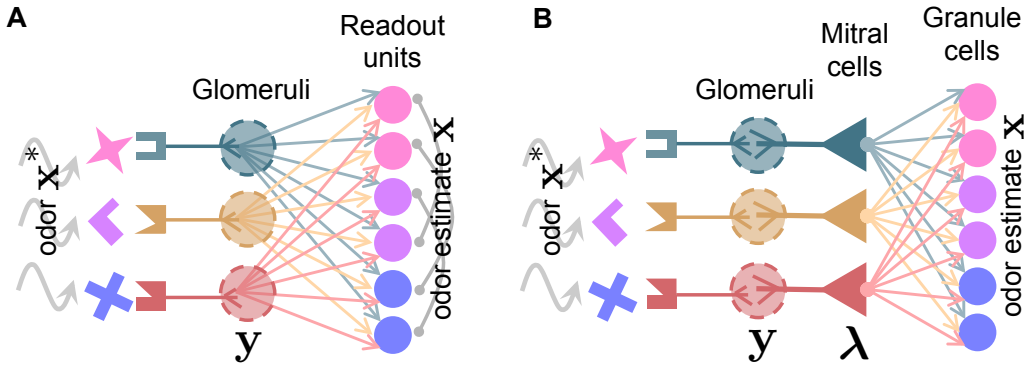 A
Readout
units
Glomeruli
odor x*
odor estimate x
y
B
Mitral
cells
Granule
cells
Glomeruli
odor x*
odor estimate x
y
λ